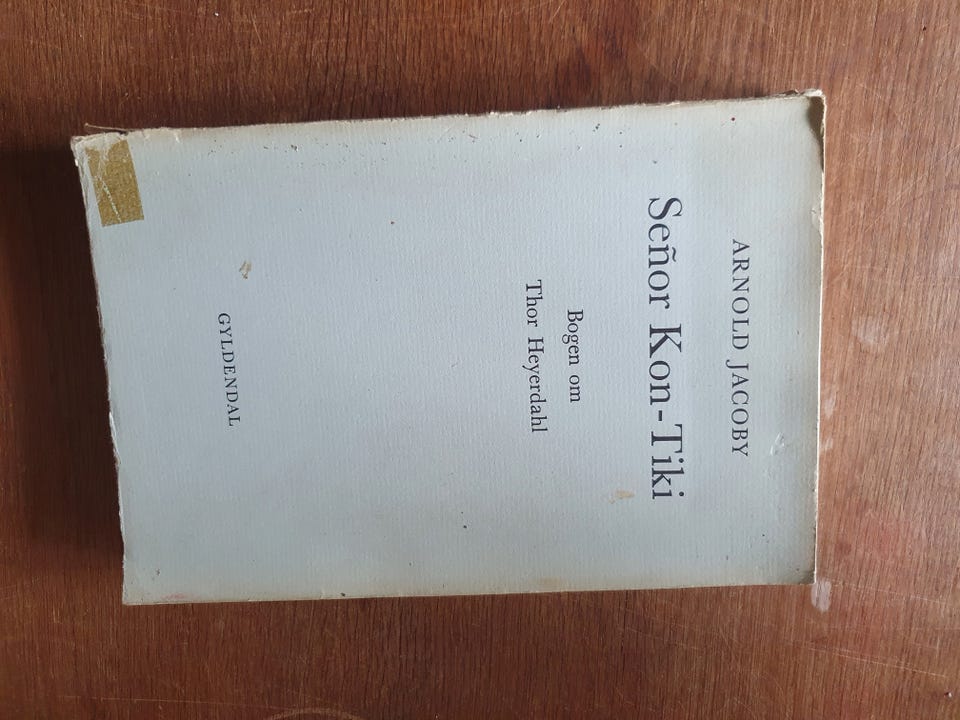 ARNOLD JACOBY
Señor Kon-Tiki
Bogen om
Thor Heyerdahl
GYLDENDAL